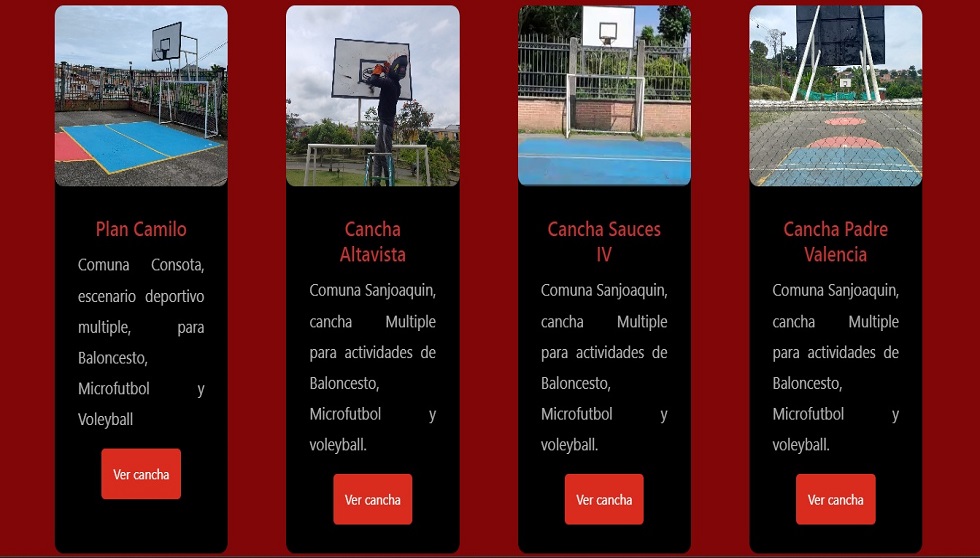 Plan Camilo
Comuna Consota,
escenario deportivo
multiple, para
Baloncesto,
Microfutbol y
Voleyball
Ver cancha
Cancha
Altavista
Comuna Sanjoaquin,
cancha Multiple
para actividades de
Baloncesto,
Microfutbol y
voleyball.
Ver cancha
Cancha Sauces
IV
Comuna Sanjoaquin,
cancha Multiple
para actividades de
Baloncesto,
Microfutbol y
voleyball.
Ver cancha
Cancha Padre
Valencia
Comuna Sanjoaquin,
cancha Multiple
para actividades de
Baloncesto,
Microfutbol y
voleyball.
Ver cancha